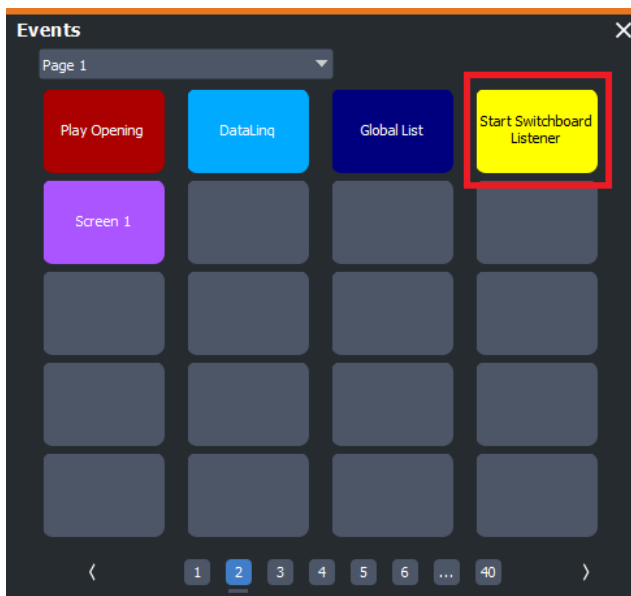 Events
Page 1
Play Opening
DataLinq
Global List
Start Switchboard
Listener
Screen 1
1 2 3 4 5 6 ... 40